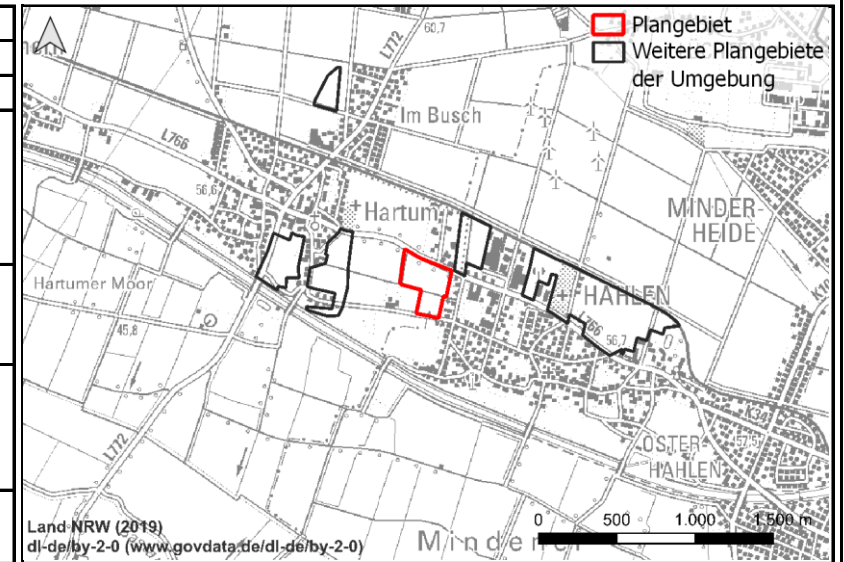 Plangebiet
Weitere Plangebiete
der Umgebung
60,7
L772
Im Busch
L766
56,6
Hartum
MINDER-
HEIDE
Hartumer Moor
HAHLEN
45,8
L766
56,7
L772
K34
OSTER-
HAHLEN
57,5
Land NRW (2019)
dl-de/by-2-0 (www.govdata.de/dl-de/by-2-0)
0 500 1.000 1.500 m